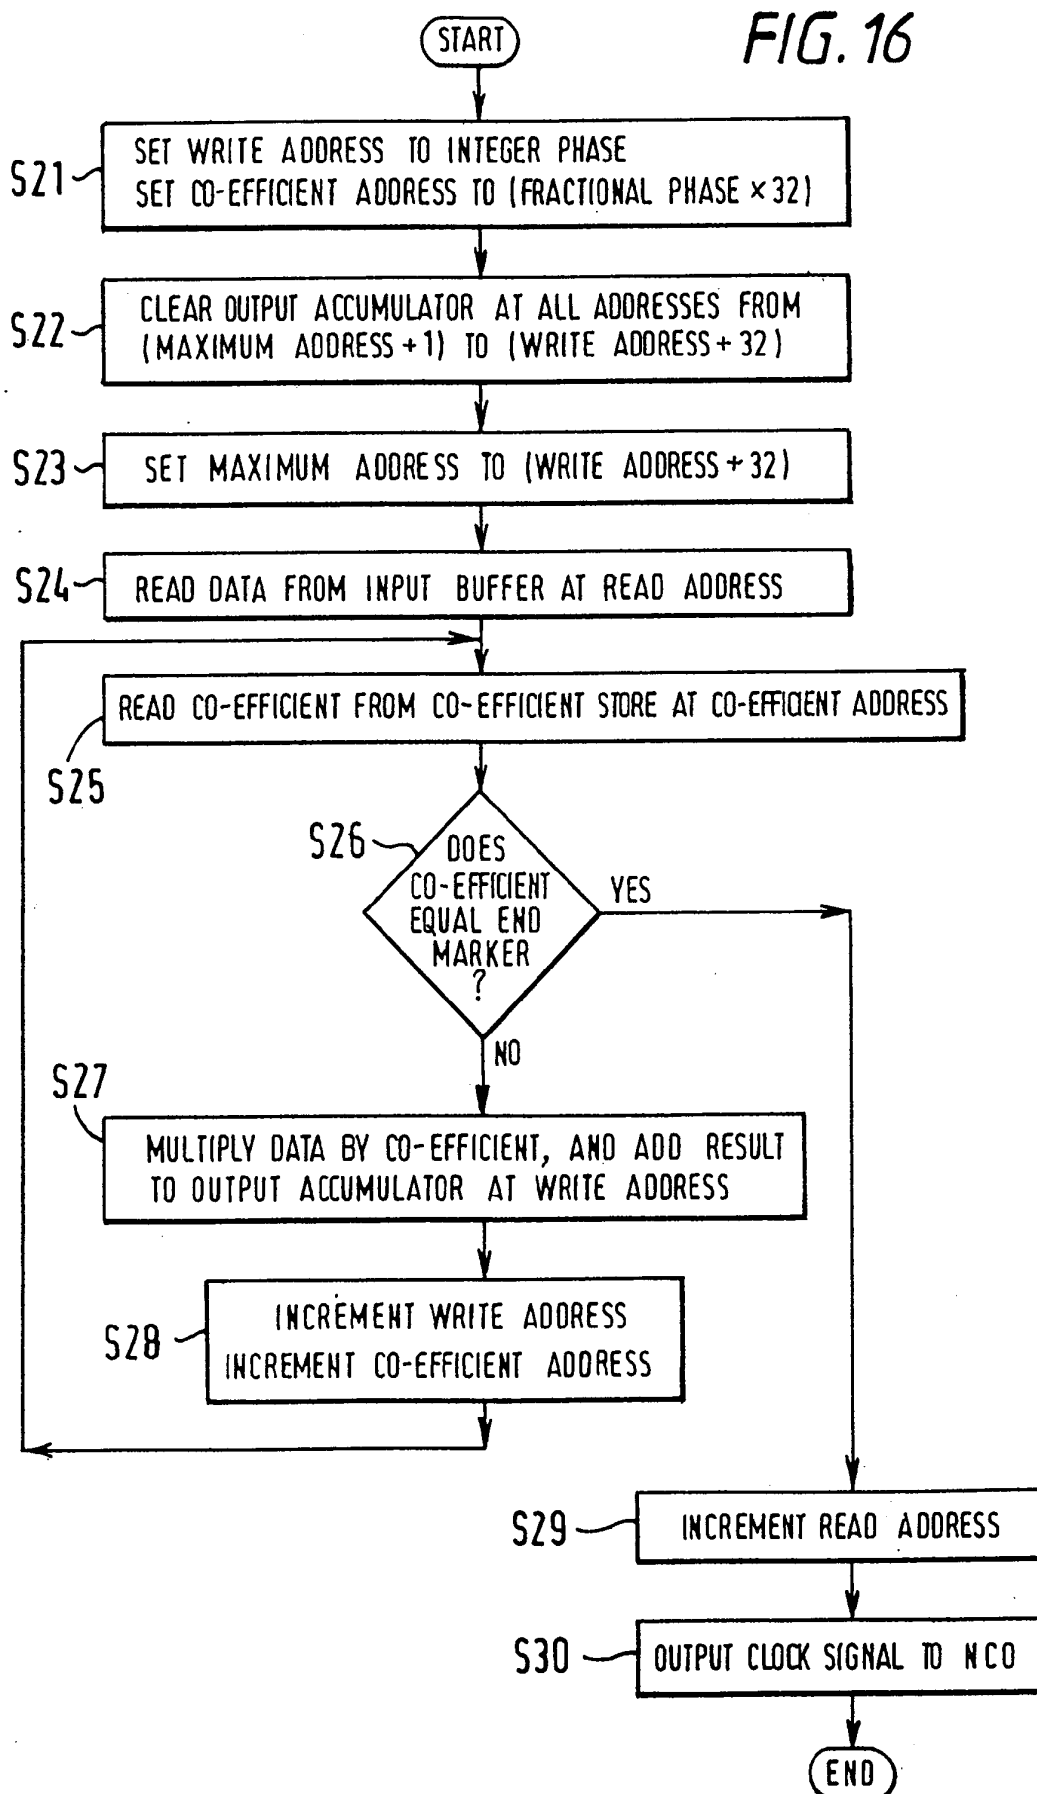 START
FIG. 16
S21
SET WRITE ADDRESS TO INTEGER PHASE
SET CO-EFFICIENT ADDRESS TO (FRACTIONAL PHASE × 32)
S22
CLEAR OUTPUT ACCUMULATOR AT ALL ADDRESSES FROM
(MAXIMUM ADDRESS + 1) TO (WRITE ADDRESS + 32)
S23
SET MAXIMUM ADDRESS TO (WRITE ADDRESS + 32)
S24
READ DATA FROM INPUT BUFFER AT READ ADDRESS
READ CO-EFFICIENT FROM CO-EFFICIENT STORE AT CO-EFFICIENT ADDRESS
S25
S26
DOES
CO-EFFICIENT
EQUAL END
MARKER
?
YES
NO
S27
MULTIPLY DATA BY CO-EFFICIENT, AND ADD RESULT
TO OUTPUT ACCUMULATOR AT WRITE ADDRESS
S28
INCREMENT WRITE ADDRESS
INCREMENT CO-EFFICIENT ADDRESS
S29
INCREMENT READ ADDRESS
S30
OUTPUT CLOCK SIGNAL TO NCO
END